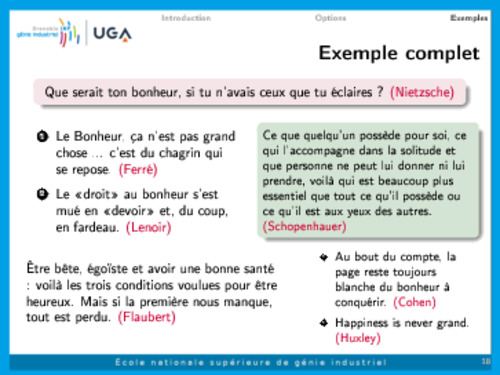 Introduction
Options
Exemples
Grenoble INP
génie industriel
UGA
Exemple complet
Que serait ton bonheur, si tu n'avais ceux que tu éclaires ? (Nietzsche)
1 Le Bonheur, ça n'est pas grand
chose ... c'est du chagrin qui
se repose. (Ferré)
2 Le «droit» au bonheur s'est
mué en «devoir» et, du coup,
en fardeau. (Lenoir)
Ce que quelqu'un possède pour soi, ce
qui l'accompagne dans la solitude et
que personne ne peut lui donner ni lui
prendre, voilà qui est beaucoup plus
essentiel que tout ce qu'il possède ou
ce qu'il est aux yeux des autres.
(Schopenhauer)
Être bête, égoïste et avoir une bonne santé
: voilà les trois conditions voulues pour être
heureux. Mais si la première nous manque,
tout est perdu. (Flaubert)
Au bout du compte, la
page reste toujours
blanche du bonheur à
conquérir. (Cohen)
Happiness is never grand.
(Huxley)
École nationale supérieure de génie industriel
18